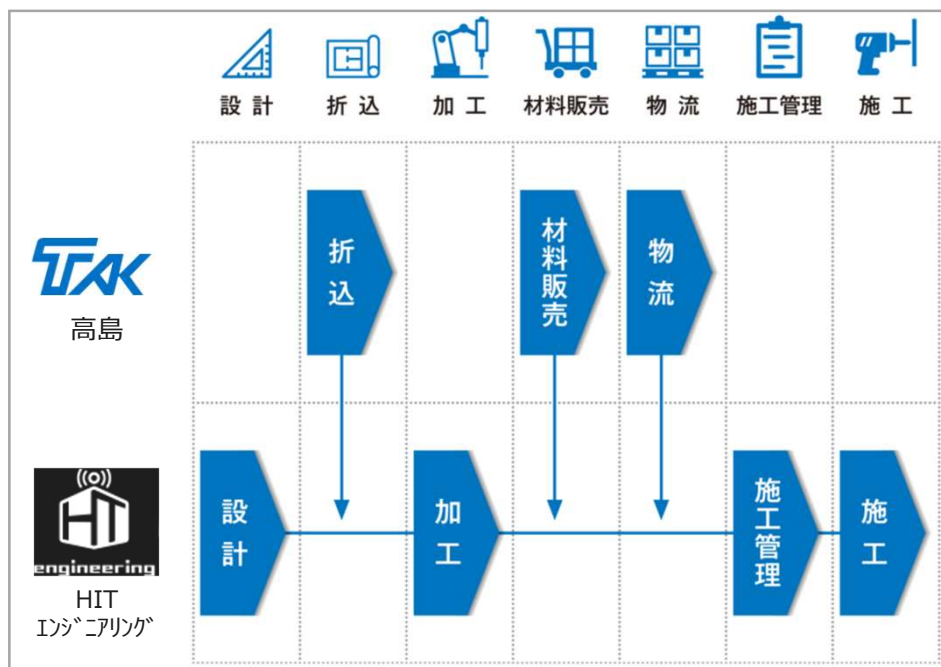 設計 折込 加工 材料販売 物流 施工管理 施工
折込 材料販売 物流
TAK
高島
設計 加工 施工管理 施工
HIT
engineering
HIT
ｴﾝｼﾞﾆｱﾘﾝｸﾞ